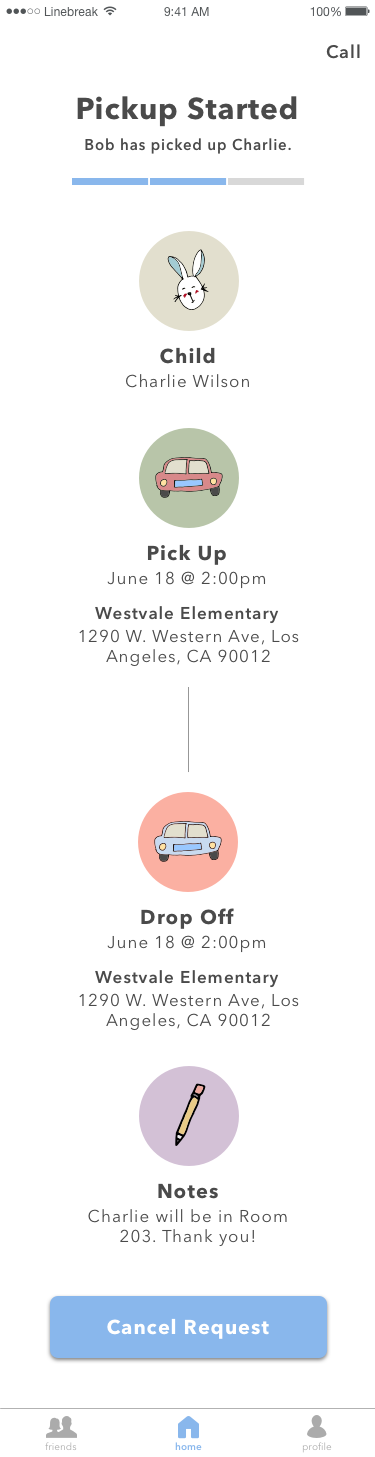 Linebreak 9:41 AM 100%
Call
Pickup Started
Bob has picked up Charlie.
Child
Charlie Wilson
Pick Up
June 18 @ 2:00pm
Westvale Elementary
1290 W. Western Ave, Los
Angeles, CA 90012
Drop Off
June 18 @ 2:00pm
Westvale Elementary
1290 W. Western Ave, Los
Angeles, CA 90012
Notes
Charlie will be in Room
203. Thank you!
Cancel Request
friends home profile